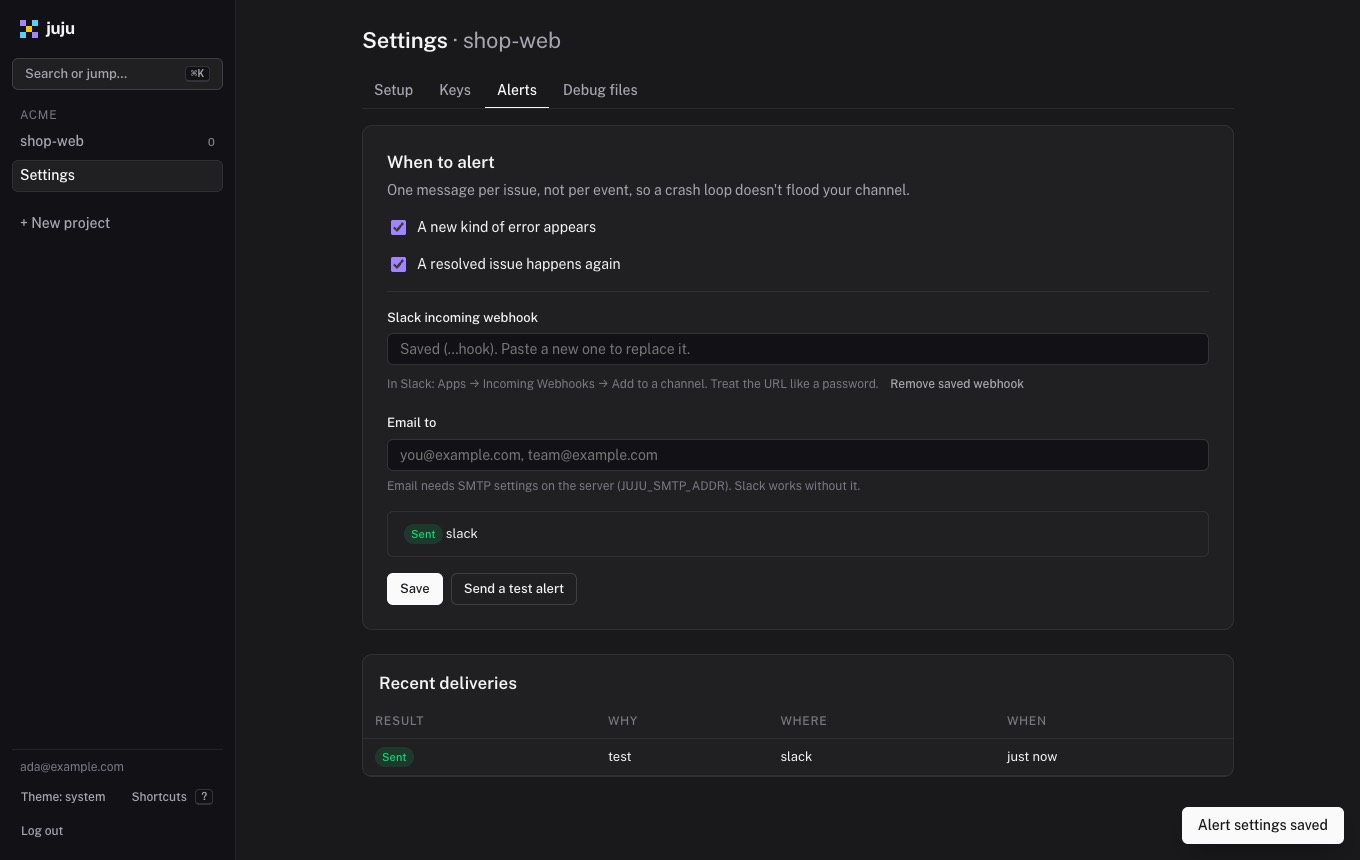 juju
Search or jump... ⌘K
ACME
shop-web 0
Settings
+ New project
Settings · shop-web
Setup Keys Alerts Debug files
When to alert
One message per issue, not per event, so a crash loop doesn't flood your channel.
A new kind of error appears
A resolved issue happens again
Slack incoming webhook
Saved (…hook). Paste a new one to replace it.
In Slack: Apps → Incoming Webhooks → Add to a channel. Treat the URL like a password. Remove saved webhook
Email to
you@example.com, team@example.com
Email needs SMTP settings on the server (JUJU_SMTP_ADDR). Slack works without it.
Sent slack
Save Send a test alert
Recent deliveries
RESULT WHY WHERE WHEN
Sent test slack just now
ada@example.com
Theme: system Shortcuts ?
Log out
Alert settings saved